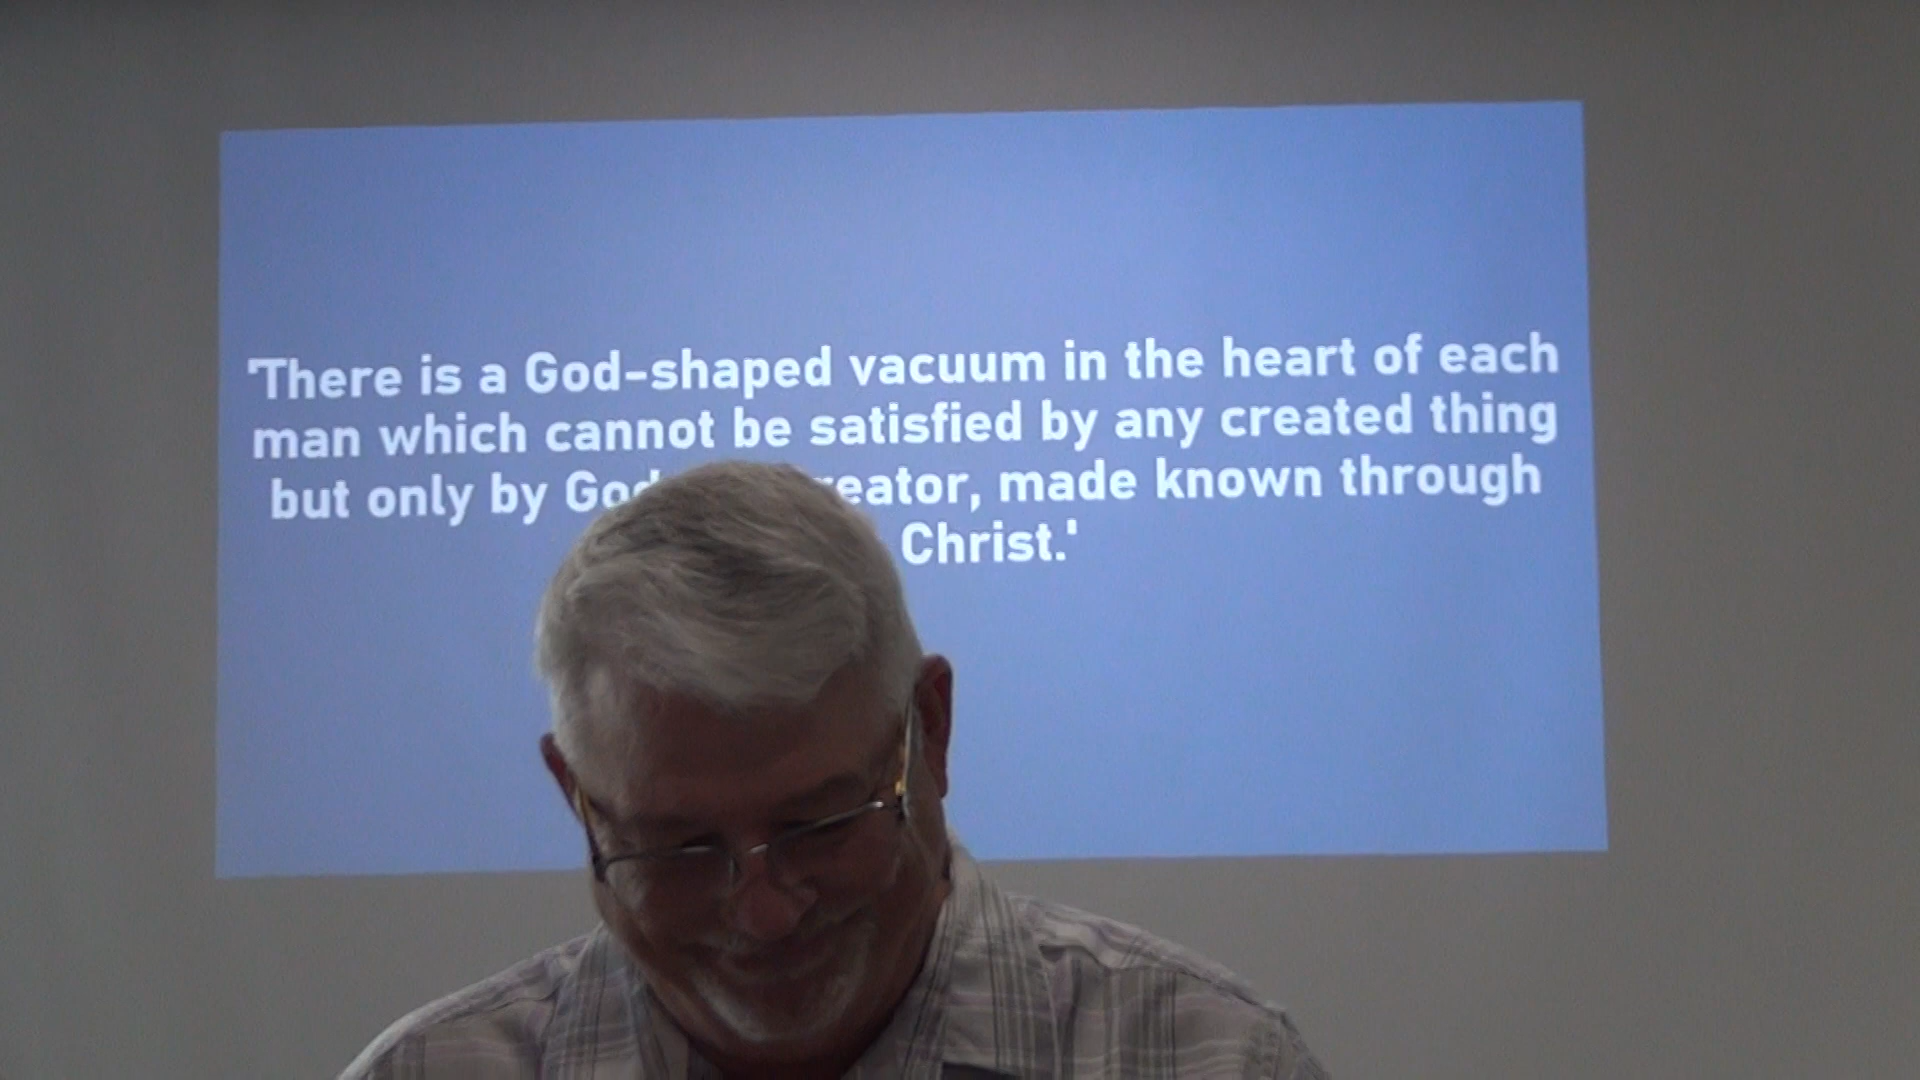 'There is a God-shaped vacuum in the heart of each
man which cannot be satisfied by any created thing
but only by God made known through
Christ.'